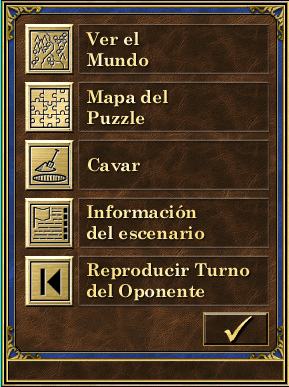 Ver el
Mundo
Mapa del
Puzzle
Cavar
Información
del escenario
Reproducir Turno
del Oponente